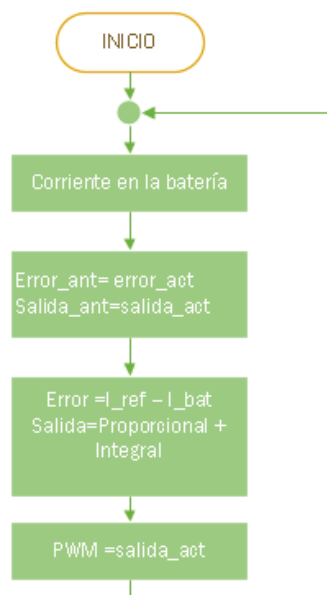 INICIO
Corriente en la batería
Error_ant= error_act
Salida_ant=salida_act
Error =I_ref – I_bat
Salida=Proporcional +
Integral
PWM =salida_act